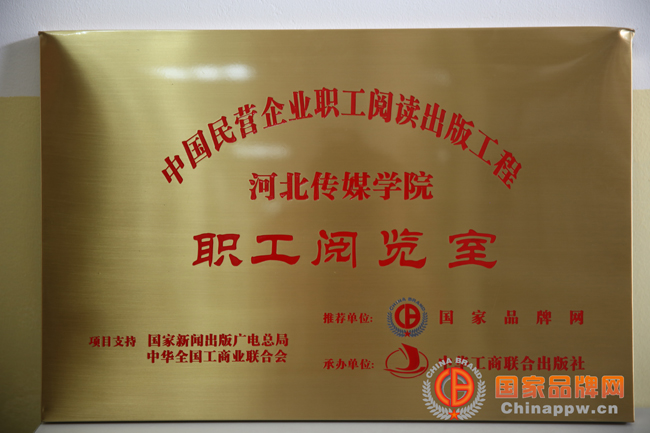 中国民营企业职工阅读出版工程
河北传媒学院
职工阅览室
项目支持 国家新闻出版广电总局
中华全国工商业联合会
推荐单位: 国家品牌网
承办单位: 工商联合出版社
CHINA BRAND
国家品牌网
Chinappw.cn